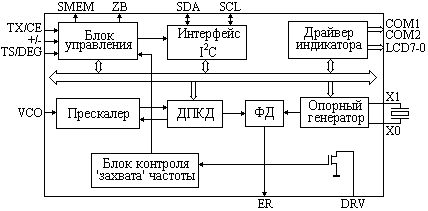 SMEM ZB SDA SCL
TX/CE
+/-
TS/DEG
Блок
управления
Интерфейс
I²C
Драйвер
индикатора
COM1
COM2
LCD7-0
VCO
Прескалер
ДПКД
ФД
Опорный
генератор
X1
X0
Блок контроля
'захвата' частоты
ER
DRV